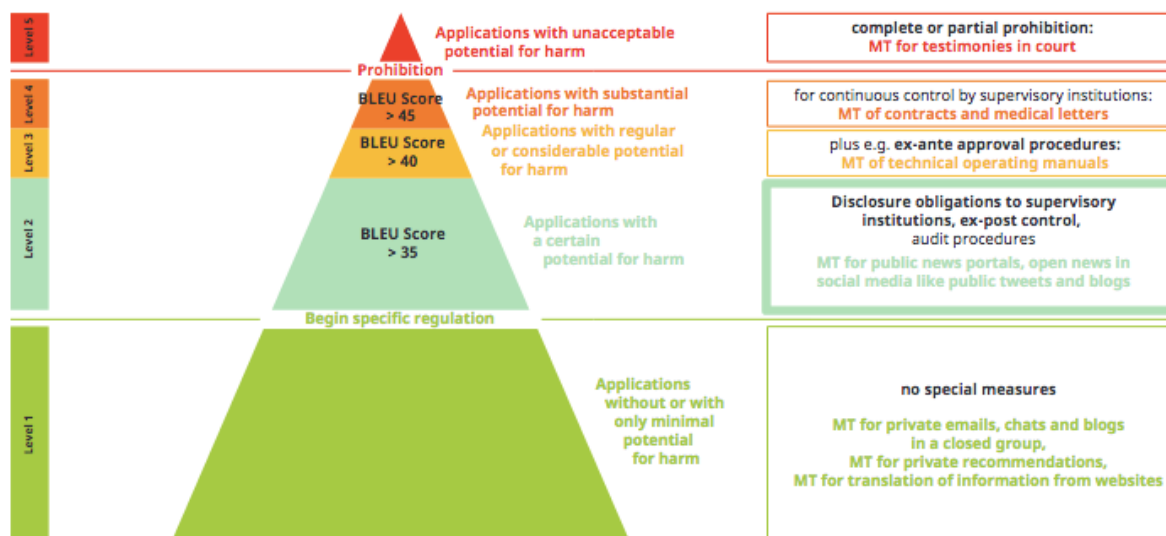 Level 5
Applications with unacceptable
potential for harm
complete or partial prohibition:
MT for testimonies in court
Prohibition
Level 4
BLEU Score
> 45
Applications with substantial
potential for harm
for continuous control by supervisory institutions:
MT of contracts and medical letters
Level 3
BLEU Score
> 40
Applications with regular
or considerable potential
for harm
plus e.g. ex-ante approval procedures:
MT of technical operating manuals
Level 2
BLEU Score
> 35
Applications with
a certain
potential for harm
Disclosure obligations to supervisory
institutions, ex-post control,
audit procedures
MT for public news portals, open news in
social media like public tweets and blogs
Begin specific regulation
Level 1
Applications
without or with
only minimal
potential
for harm
no special measures
MT for private emails, chats and blogs
in a closed group,
MT for private recommendations,
MT for translation of information from websites